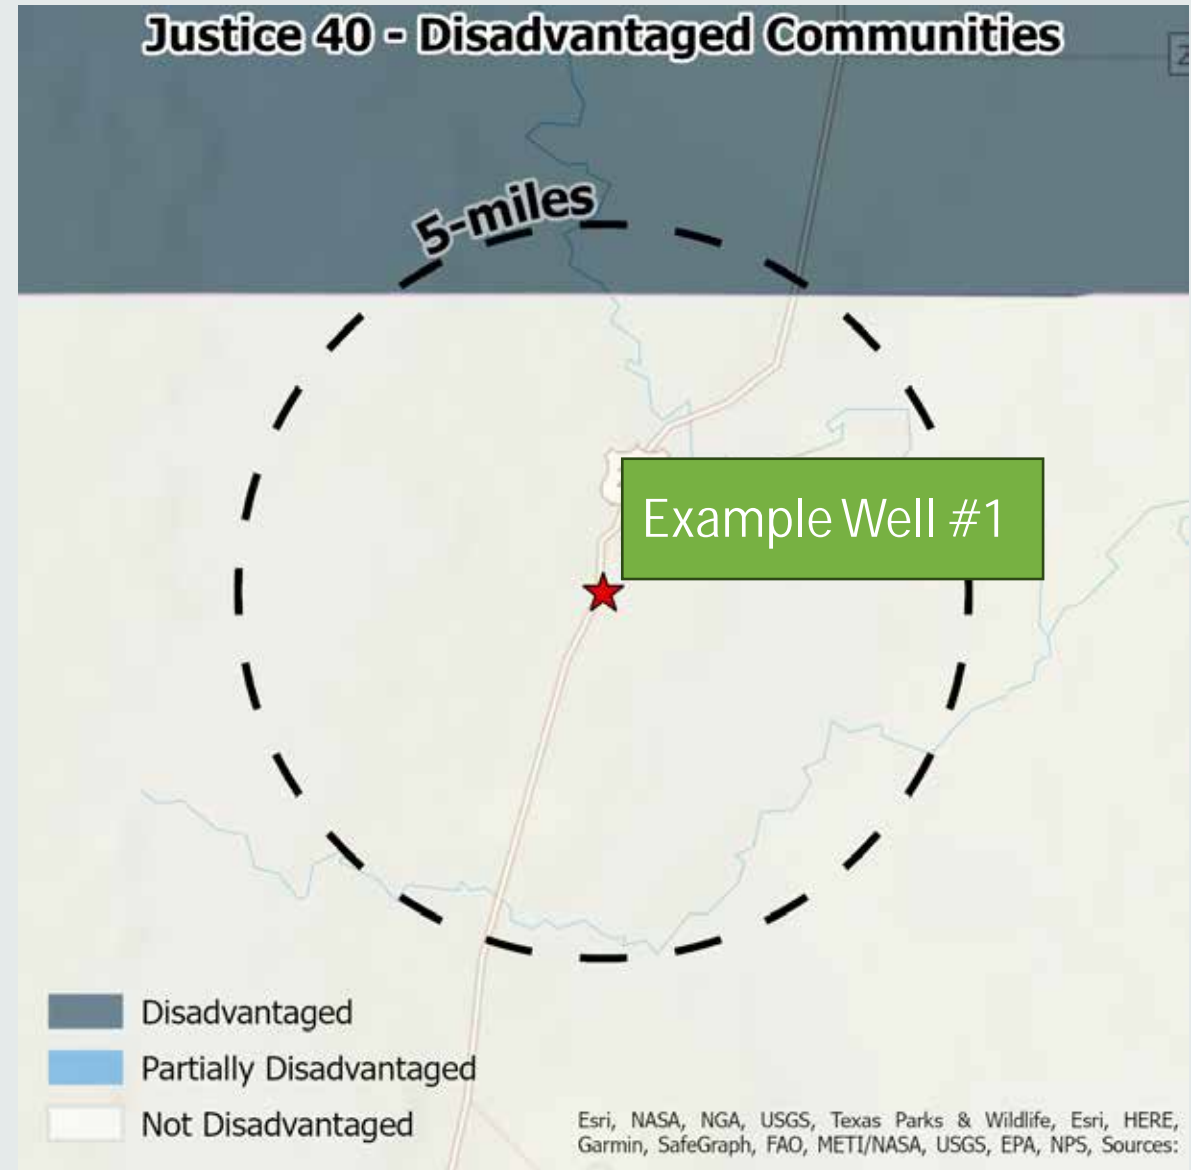 Justice 40 - Disadvantaged Communities
5-miles
Example Well #1
Disadvantaged
Partially Disadvantaged
Not Disadvantaged
Esri, NASA, NGA, USGS, Texas Parks & Wildlife, Esri, HERE,
Garmin, SafeGraph, FAO, METI/NASA, USGS, EPA, NPS, Sources: